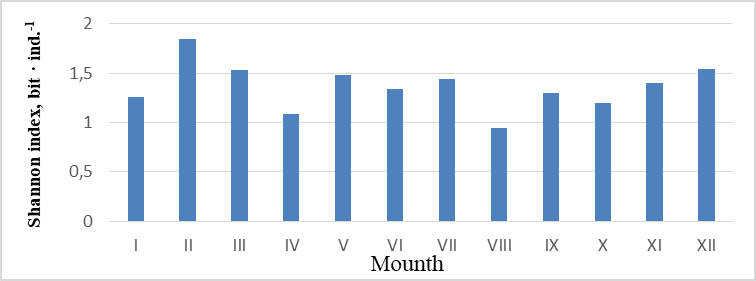 Shannon index, bit · ind.-1
2
1,5
1
0,5
0
I II III IV V VI VII VIII IX X XI XII
Mounth